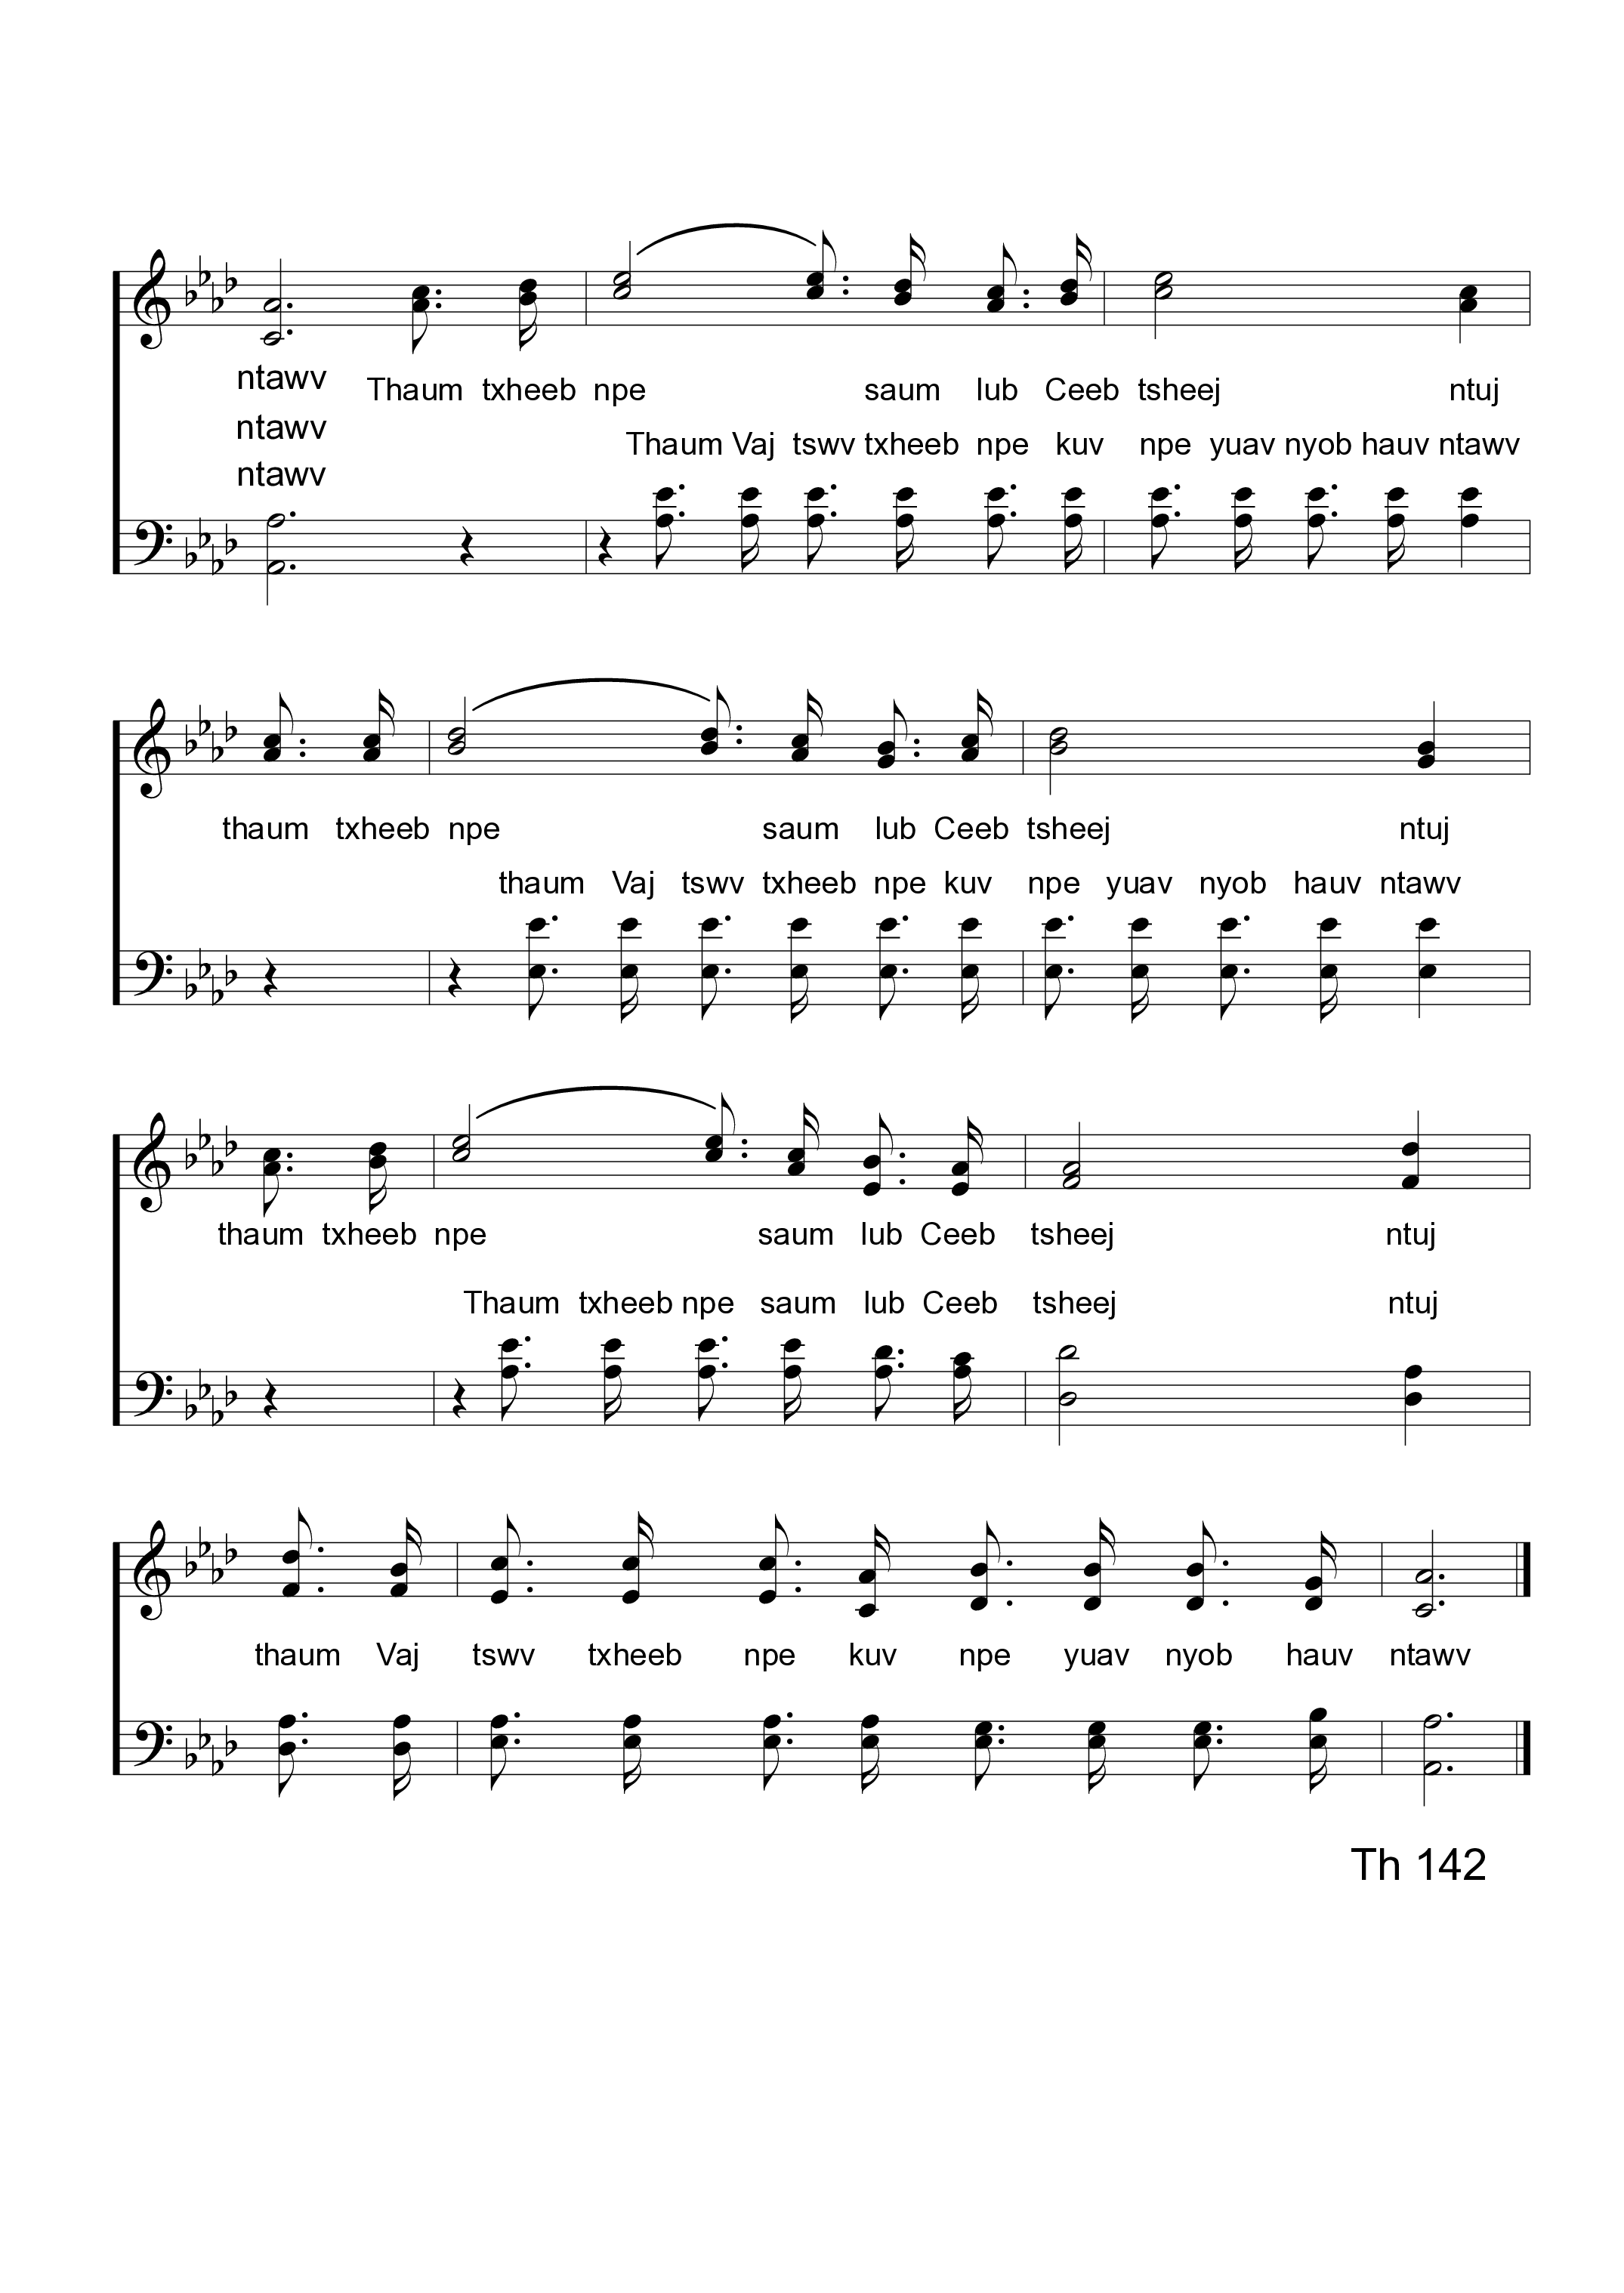 ntawv Thaum txheeb npe saum lub Ceeb tsheej ntuj
ntawv
Thaum Vaj tswv txheeb npe kuv npe yuav nyob hauv ntawv
ntawv
thaum txheeb npe saum lub Ceeb tsheej ntuj
thaum Vaj tswv txheeb npe kuv npe yuav nyob hauv ntawv
thaum txheeb npe saum lub Ceeb tsheej ntuj
Thaum txheeb npe saum lub Ceeb tsheej ntuj
thaum Vaj tswv txheeb npe kuv npe yuav nyob hauv ntawv
Th 142